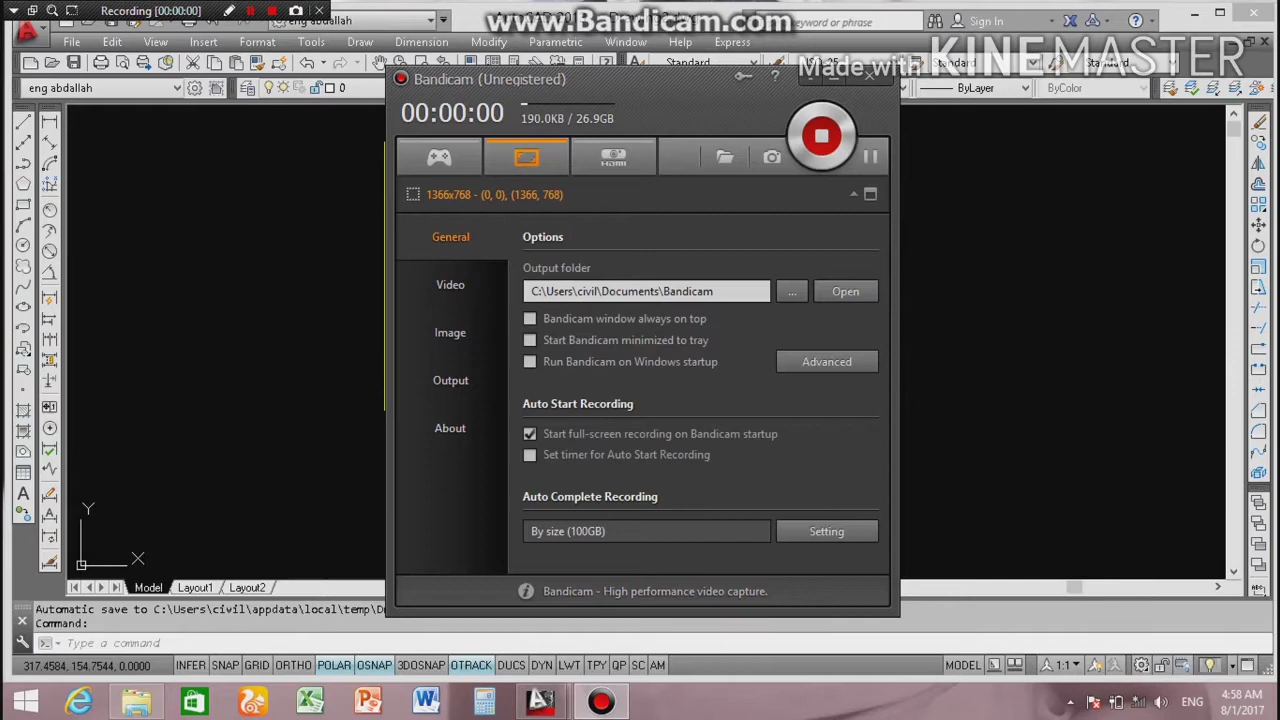 Recording [00:00:00]
www.Bandicam.com
eng abdallah
Sign In
or phrase
Made with KINEMASTER
File Edit View Insert Format Tools Draw Dimension Modify Parametric Window Help Express
Standard
Standard
eng abdallah
0
ByLayer
ByColor
Bandicam (Unregistered)
00:00:00
190.0KB / 26.9GB
HDMI
1366x768 - (0, 0), (1366, 768)
General
Video
Image
Output
About
Options
Output folder
C:\Users\civil\Documents\Bandicam
...
Open
Bandicam window always on top
Start Bandicam minimized to tray
Run Bandicam on Windows startup
Advanced
Auto Start Recording
Start full-screen recording on Bandicam startup
Set timer for Auto Start Recording
Auto Complete Recording
By size (100GB)
Setting
Bandicam - High performance video capture.
Y
X
Model Layout1 Layout2
Automatic save to C:\Users\civil\appdata\local\temp\D
Command:
Type a command
317.4584, 154.7544, 0.0000
INFER SNAP GRID ORTHO POLAR OSNAP 3DOSNAP OTRACK DUCS DYN LWT TPY QP SC AM
MODEL
1:1
ENG
4:58 AM
8/1/2017